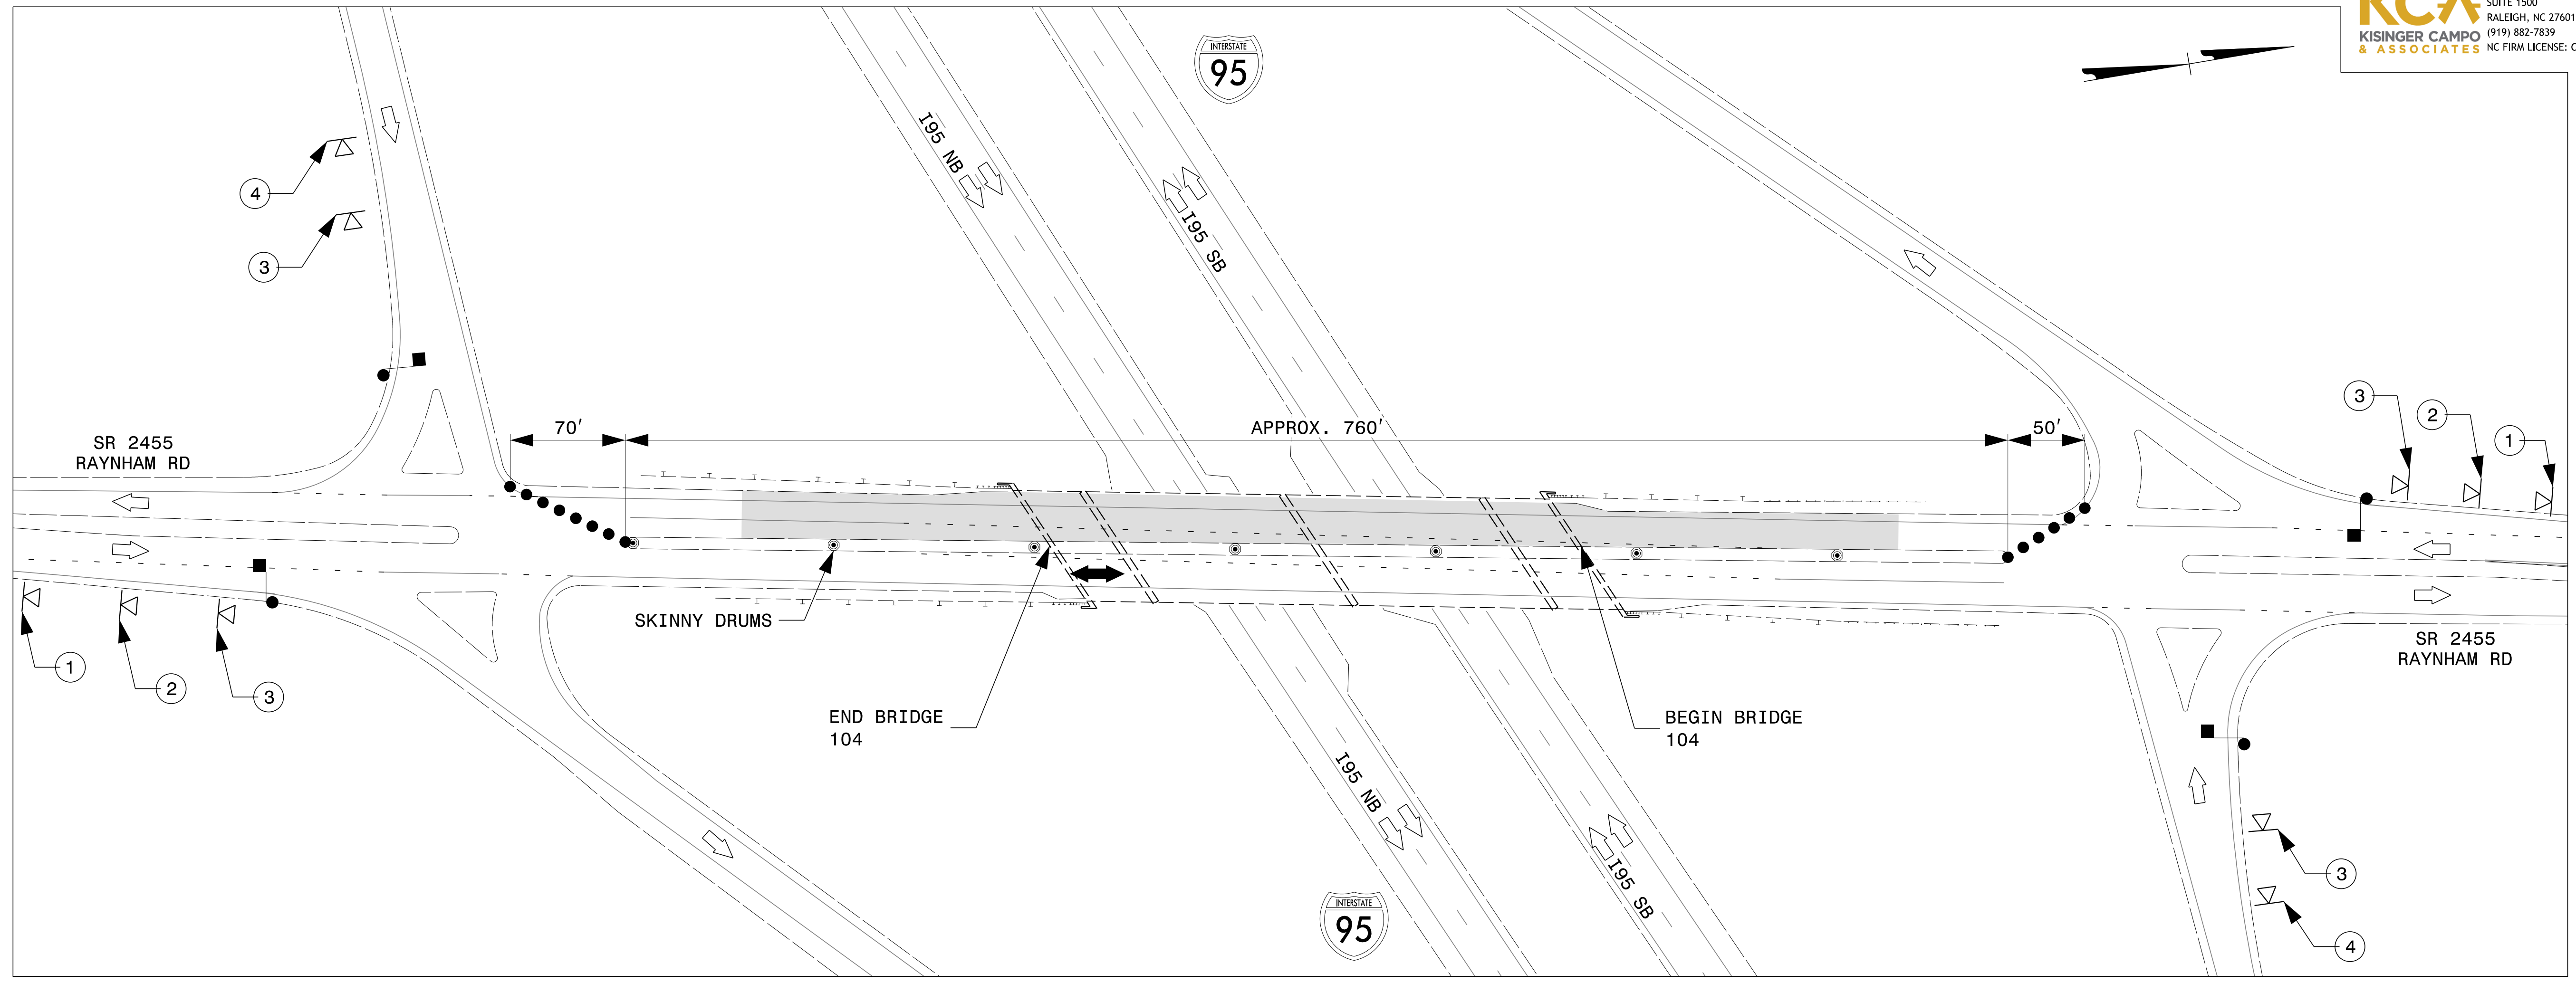 KCA
SUITE 1500
RALEIGH, NC 27601
KISINGER CAMPO
(919) 882-7839
& ASSOCIATES
NC FIRM LICENSE:
INTERSTATE
95
I95 NB
I95 SB
4
3
3
2
1
SR 2455
RAYNHAM RD
70'
APPROX. 760'
50'
SKINNY DRUMS
1
2
3
END BRIDGE
104
BEGIN BRIDGE
104
SR 2455
RAYNHAM RD
I95 NB
I95 SB
INTERSTATE
95
3
4